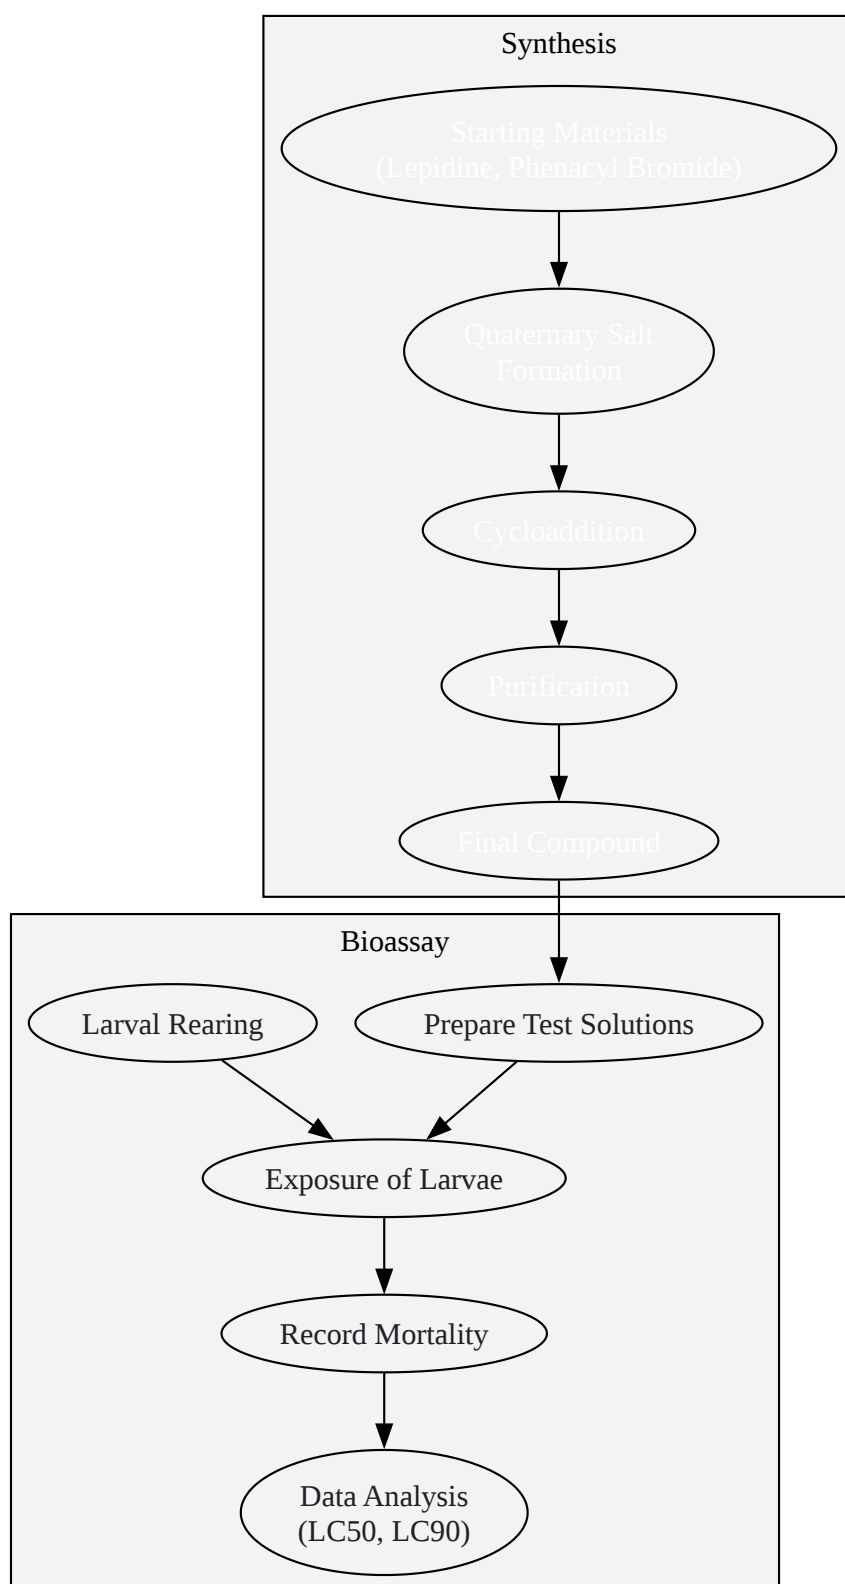 Synthesis
Starting Materials
(Lepidine, Phenacyl Bromide)
Quaternary Salt
Formation
Cycloaddition
Purification
Final Compound
Bioassay
Larval Rearing
Prepare Test Solutions
Exposure of Larvae
Record Mortality
Data Analysis
(LC50, LC90)